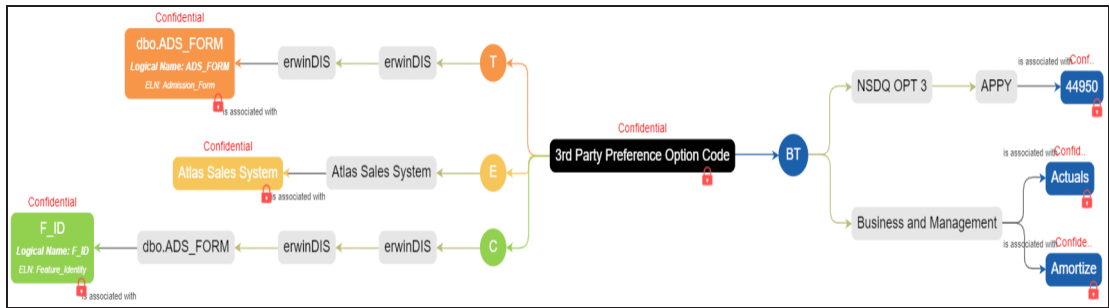 Confidential
dbo.ADS_FORM
Logical Name: ADS_FORM
ELN: Admission_Form
is associated with
erwinDIS
erwinDIS
T
Confidential
Atlas Sales System
is associated with
Atlas Sales System
E
Confidential
F_ID
Logical Name: F_ID
ELN: Feature_Identity
is associated with
dbo.ADS_FORM
erwinDIS
erwinDIS
C
Confidential
3rd Party Preference Option Code
BT
NSDQ OPT 3
APPY
is associated with
Conf..
44950
Business and Management
is associated with
Confid..
Actuals
is associated with
Confide..
Amortize